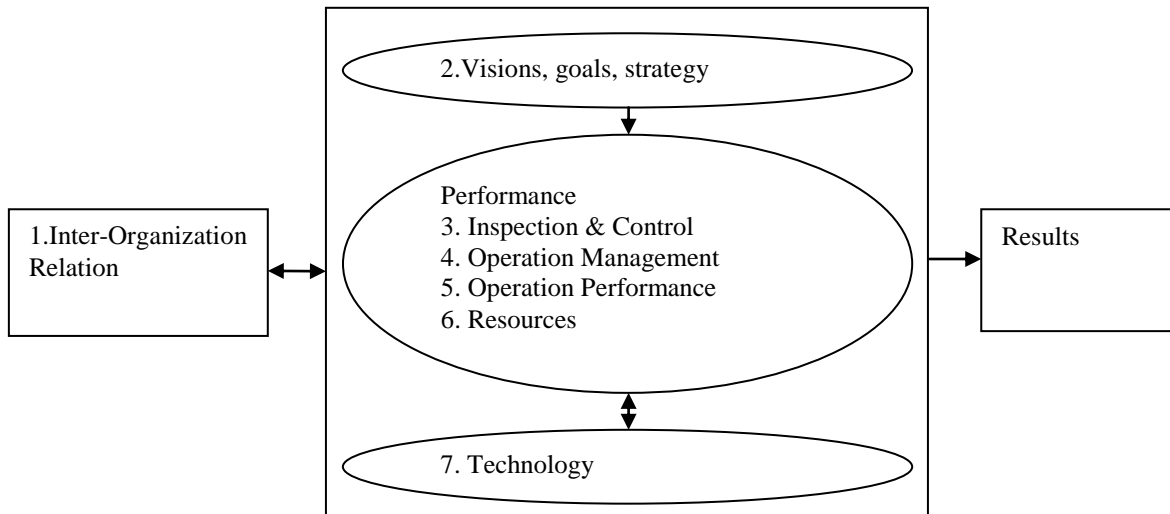 2.Visions, goals, strategy
Performance
3. Inspection & Control
4. Operation Management
5. Operation Performance
6. Resources
1.Inter-Organization
Relation
Results
7. Technology